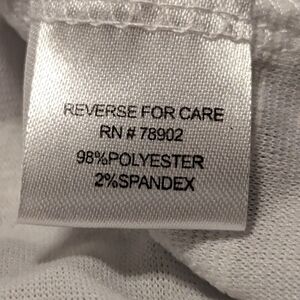 REVERSE FOR CARE
RN # 78902
98%POLYESTER
2%SPANDEX